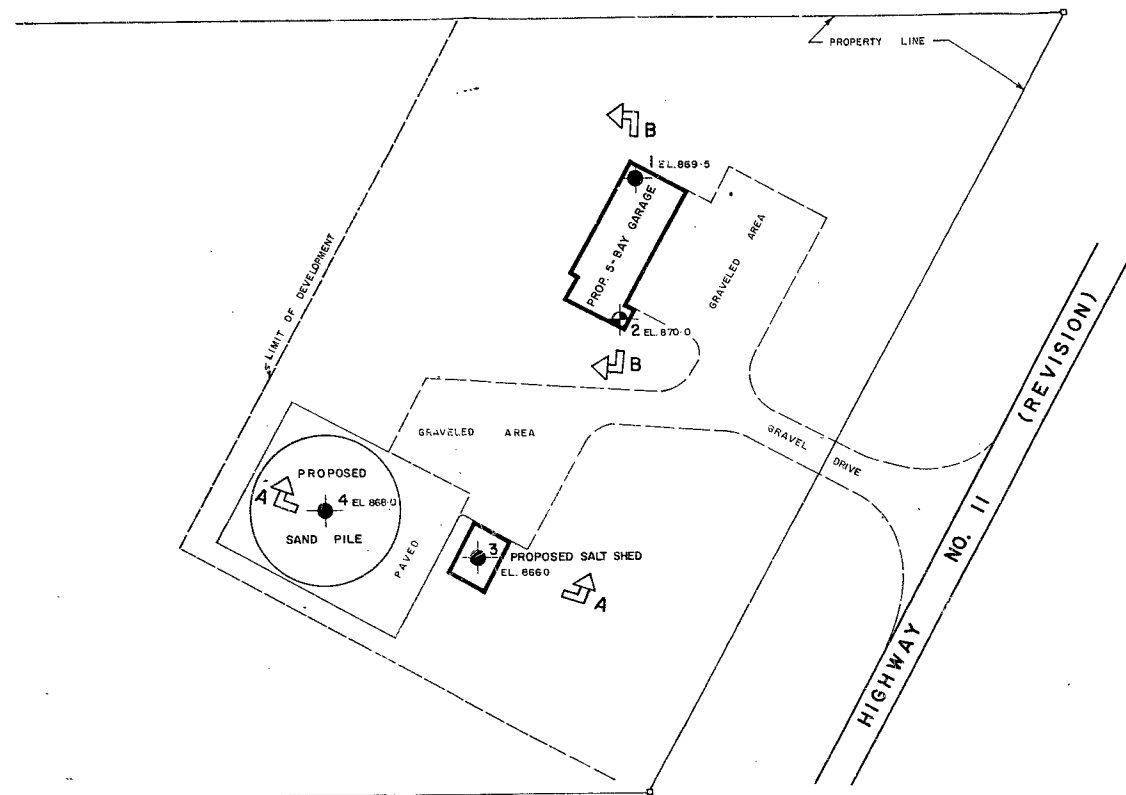 PROPERTY LINE
B
1 EL. 869·5
PROP. 5-BAY GARAGE
GRAVELED AREA
2 EL. 870·0
B
LIMIT OF DEVELOPMENT
GRAVELED AREA
GRAVEL DRIVE
HIGHWAY NO. 11 (REVISION)
PROPOSED
A
4 EL 868·0
SAND PILE
PAVED
3 PROPOSED SALT SHED
EL. 866·0
A